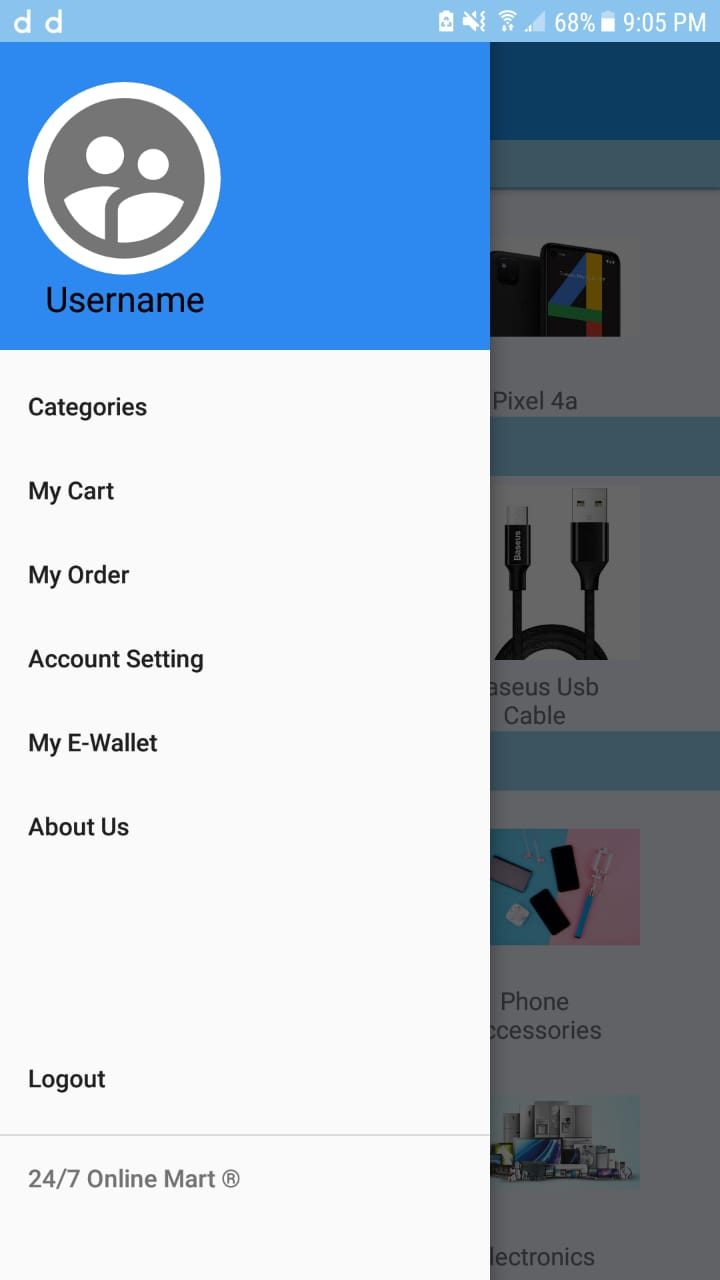 d d 68% 9:05 PM
Username
Categories
My Cart
My Order
Account Setting
My E-Wallet
About Us
Logout
24/7 Online Mart ®
Pixel 4a
Baseus
aseus Usb
Cable
Phone
ccessories
lectronics